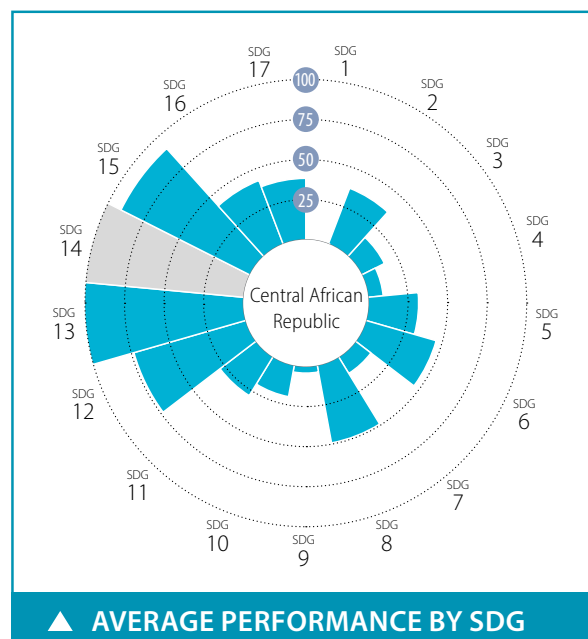 SDG
1
SDG
2
SDG
3
SDG
4
SDG
5
SDG
6
SDG
7
SDG
8
SDG
9
SDG
10
SDG
11
SDG
12
SDG
13
SDG
14
SDG
15
SDG
16
SDG
17
100
75
50
25
Central African
Republic
▲ AVERAGE PERFORMANCE BY SDG